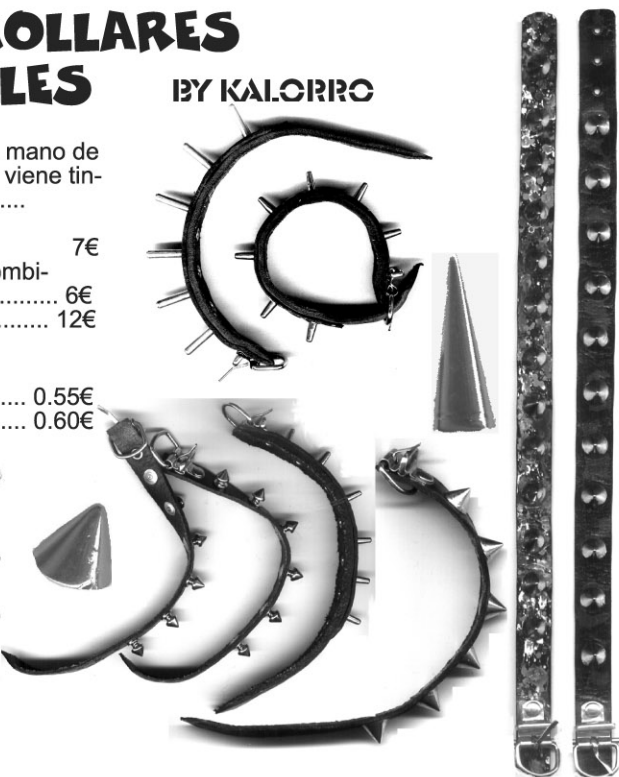 OLLARES
LES
BY KALORRO
mano de
viene tin-
.....
7€
ombi-
.......... 6€
......... 12€
.... 0.55€
.... 0.60€